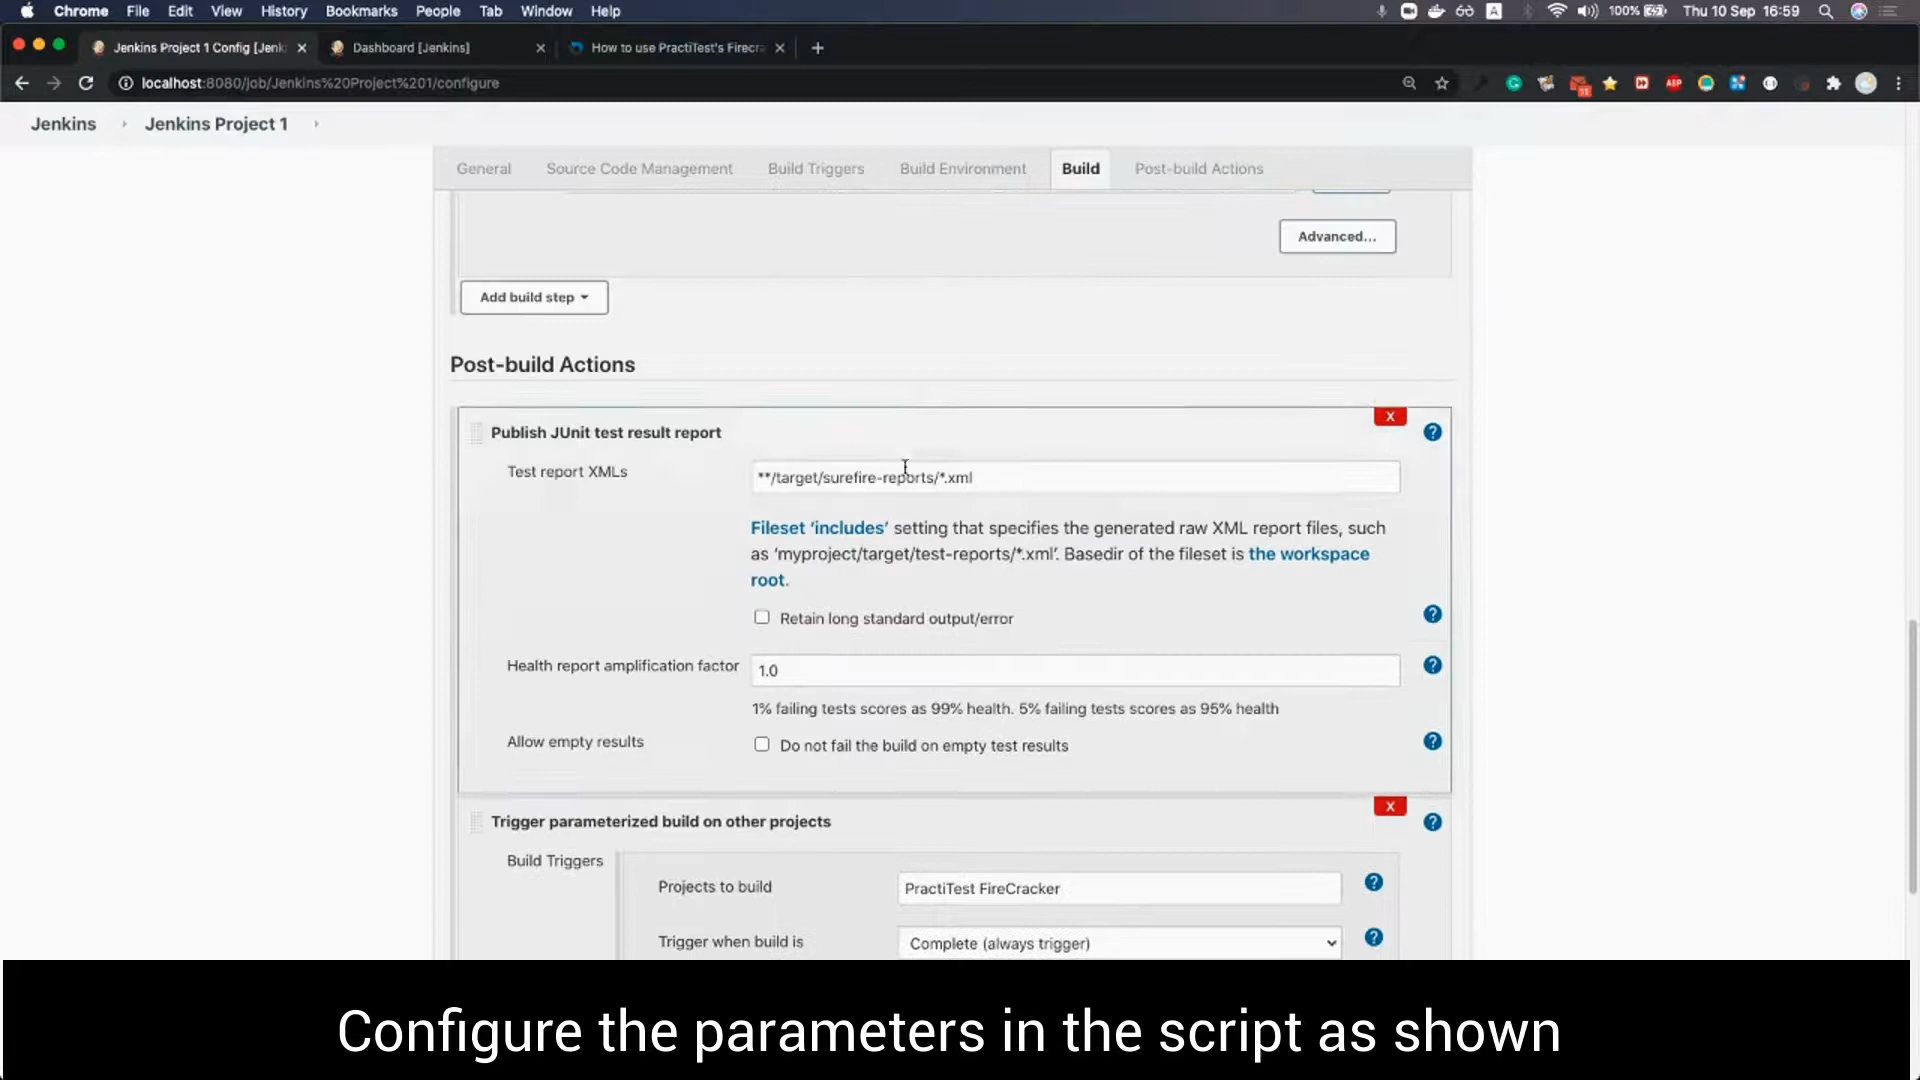 Chrome File Edit View History Bookmarks People Tab Window Help A 100% Thu 10 Sep 16:59
Jenkins Project 1 Config [Jenk Dashboard [Jenkins] How to use PractiTest's Firecra
localhost:8080/job/Jenkins%20Project%201/configure ABP
Jenkins Jenkins Project 1
General Source Code Management Build Triggers Build Environment Build Post-build Actions
Advanced...
Add build step
Post-build Actions
X
Publish JUnit test result report ?
Test report XMLs **/target/surefire-reports/*.xml
Fileset ‘includes’ setting that specifies the generated raw XML report files, such
as ‘myproject/target/test-reports/*.xml’. Basedir of the fileset is the workspace
root.
Retain long standard output/error ?
Health report amplification factor 1.0 ?
1% failing tests scores as 99% health. 5% failing tests scores as 95% health
Allow empty results Do not fail the build on empty test results ?
X
Trigger parameterized build on other projects ?
Build Triggers
Projects to build PractiTest FireCracker ?
Trigger when build is Complete (always trigger) ?
Configure the parameters in the script as shown